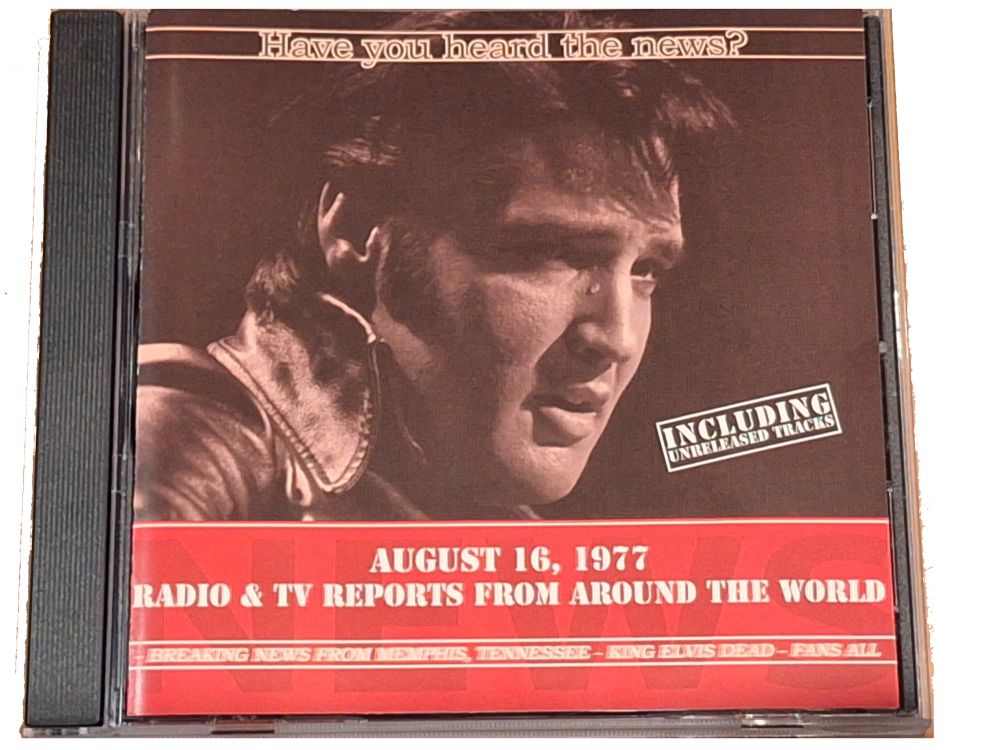 Have you heard the news?
INCLUDING
UNRELEASED TRACKS
AUGUST 16, 1977
RADIO & TV REPORTS FROM AROUND THE WORLD
NEWS
– BREAKING NEWS FROM MEMPHIS, TENNESSEE – KING ELVIS DEAD – FANS ALL